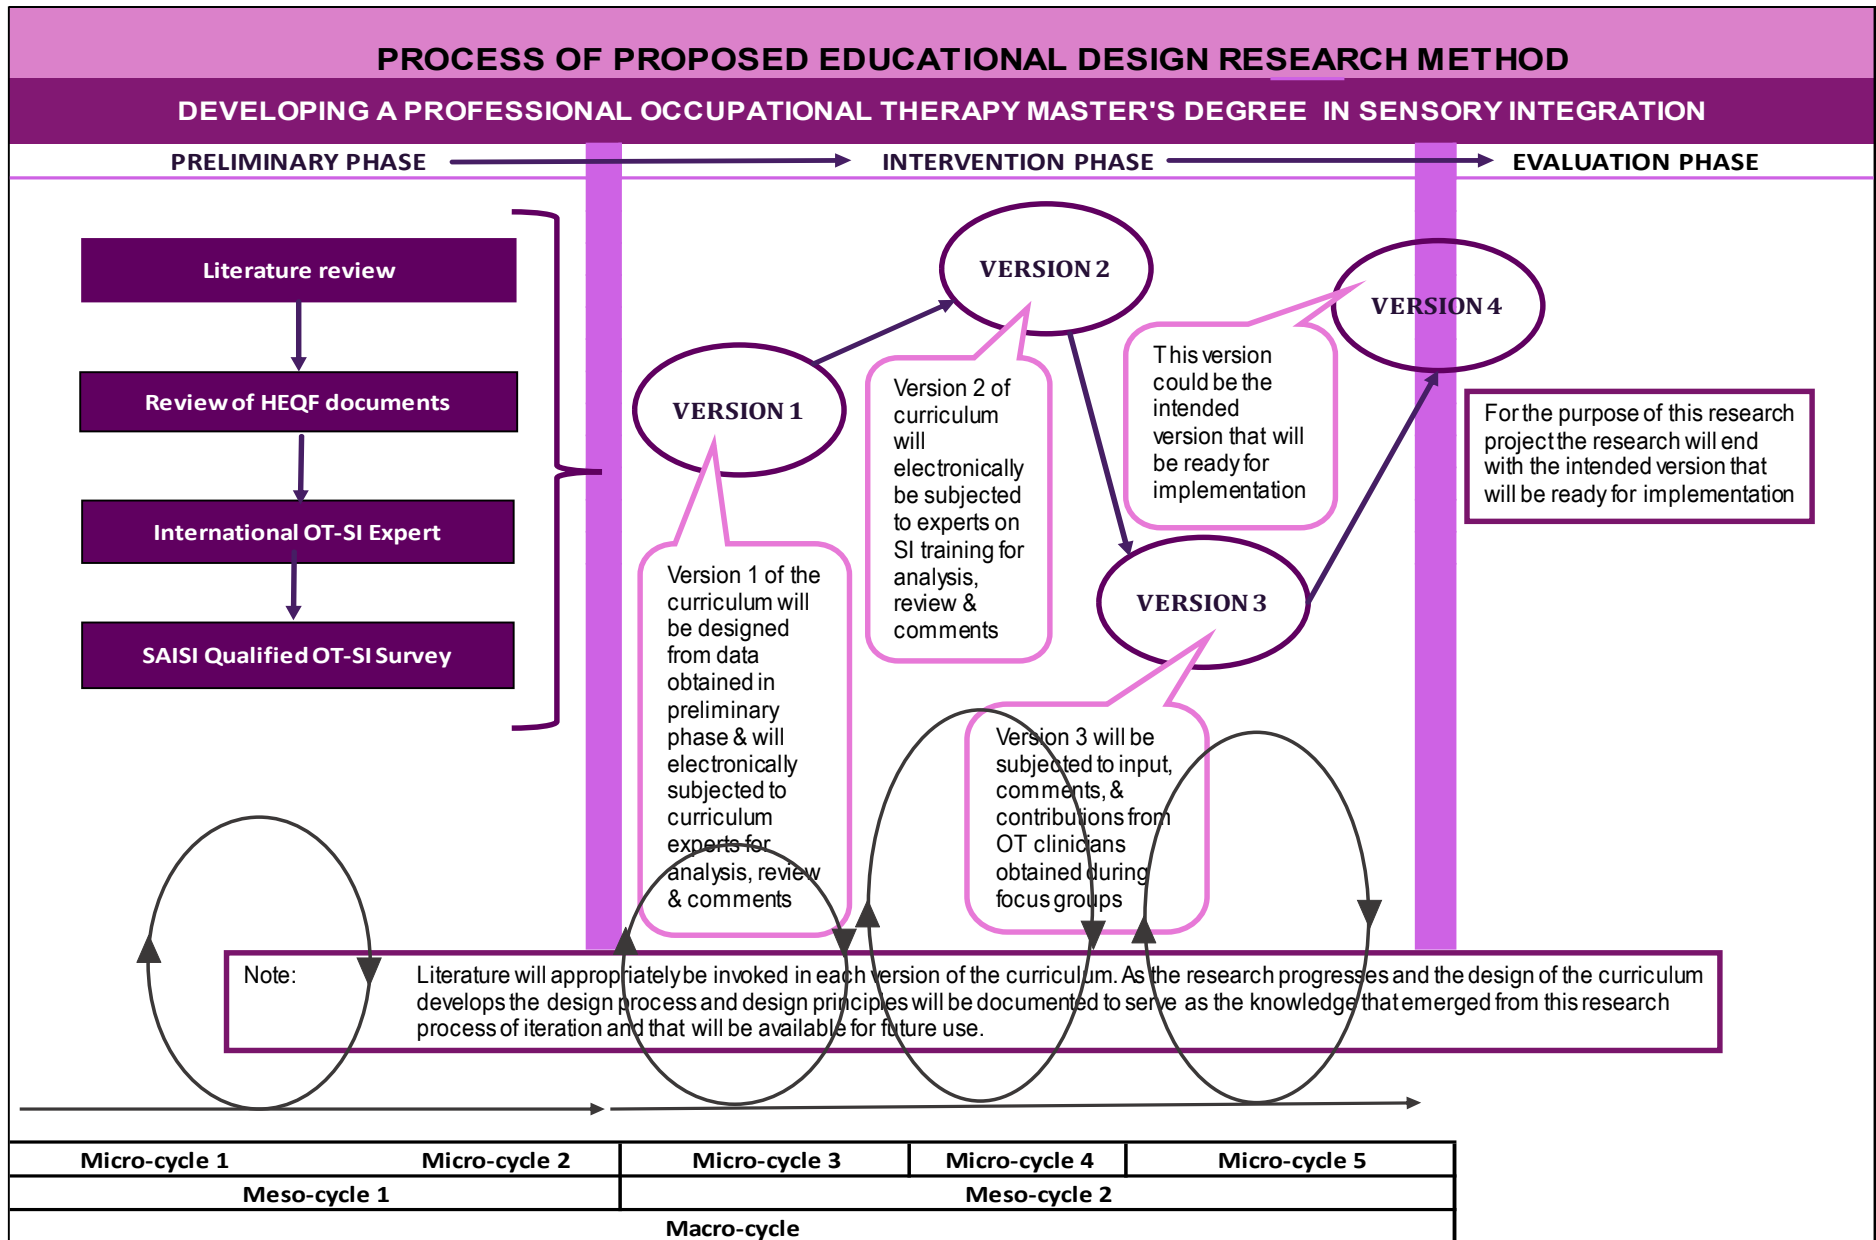 PROCESS OF PROPOSED EDUCATIONAL DESIGN RESEARCH METHOD
DEVELOPING A PROFESSIONAL OCCUPATIONAL THERAPY MASTER'S DEGREE IN SENSORY INTEGRATION
PRELIMINARY PHASE
INTERVENTION PHASE
EVALUATION PHASE
Literature review
Review of HEQF documents
International OT-SI Expert
SAISI Qualified OT-SI Survey
VERSION 1
Version 1 of the
curriculum will
be designed
from data
obtained in
preliminary
phase & will
electronically
subjected to
curriculum
experts for
analysis, review
& comments
VERSION 2
Version 2 of
curriculum
will
electronically
be subjected
to experts on
SI training for
analysis,
review &
comments
VERSION 3
Version 3 will be
subjected to input,
comments, &
contributions from
OT clinicians
obtained during
focus groups
VERSION 4
This version
could be the
intended
version that will
be ready for
implementation
For the purpose of this research
project the research will end
with the intended version that
will be ready for implementation
Note: Literature will appropriately be invoked in each version of the curriculum. As the research progresses and the design of the curriculum
develops the design process and design principles will be documented to serve as the knowledge that emerged from this research
process of iteration and that will be available for future use.
Micro-cycle 1 Micro-cycle 2 Micro-cycle 3 Micro-cycle 4 Micro-cycle 5
Meso-cycle 1 Meso-cycle 2
Macro-cycle